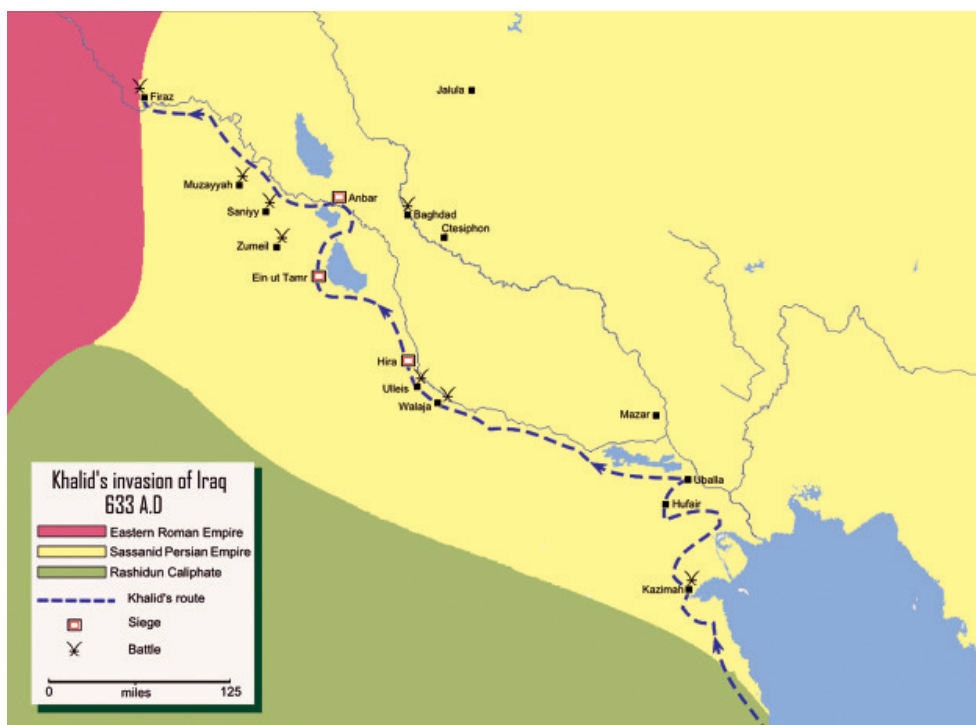 Jalula
Firaz
Muzayyah
Anbar
Saniyy
Baghdad
Ctesiphon
Zumeil
Ein ut Tamr
Hira
Ulleis
Walaja
Mazar
Uballa
Hufair
Kazimah
Khalid's invasion of Iraq
633 A.D
Eastern Roman Empire
Sassanid Persian Empire
Rashidun Caliphate
Khalid's route
Siege
Battle
0 miles 125